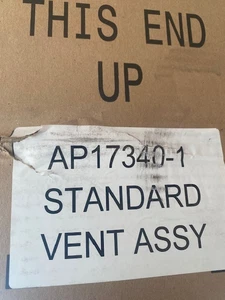 THIS END
UP
AP17340-1
STANDARD
VENT ASSY